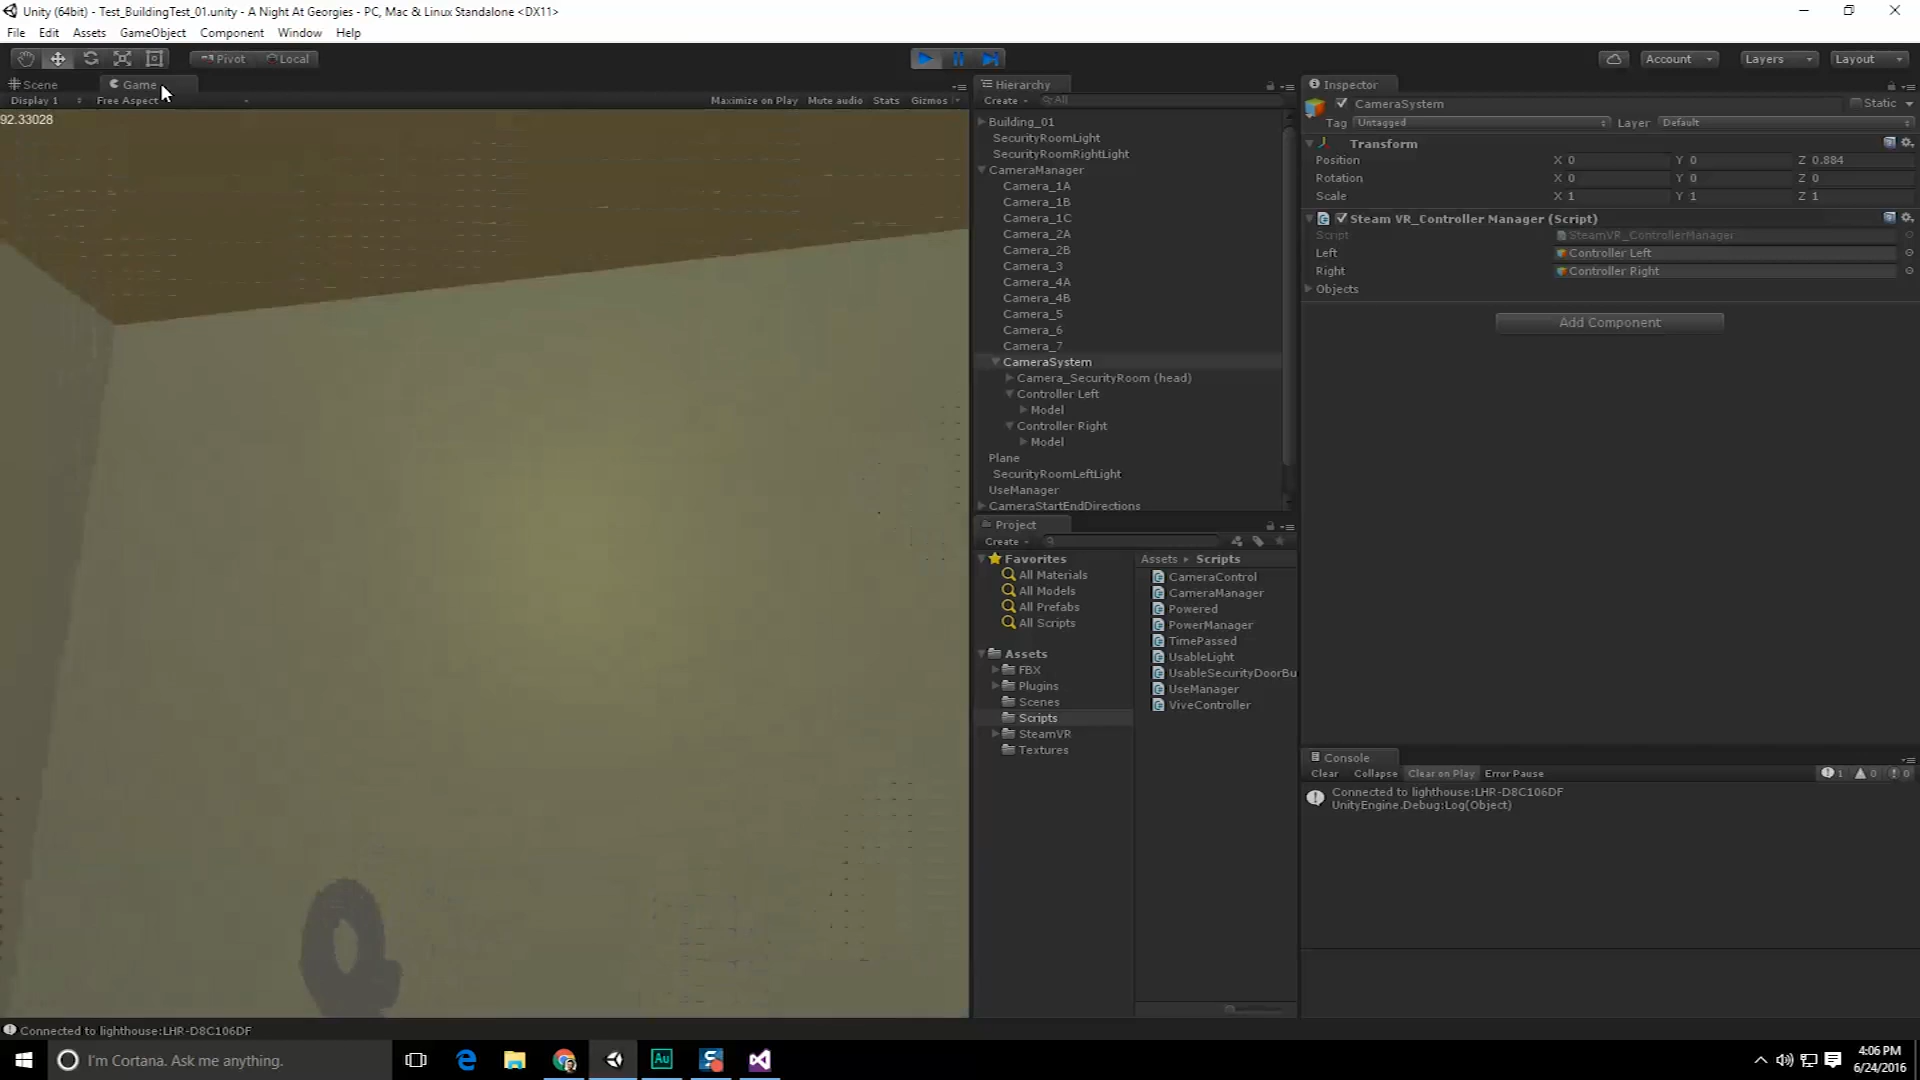 Unity (64bit) - Test_BuildingTest_01.unity - A Night At Georgies - PC, Mac & Linux Standalone <DX11>
File Edit Assets GameObject Component Window Help
Pivot Local
Account Layers Layout
Scene Game
Display 1 Free Aspect Maximize on Play Mute audio Stats Gizmos
92.33028
Hierarchy
Create All
Building_01
SecurityRoomLight
SecurityRoomRightLight
CameraManager
Camera_1A
Camera_1B
Camera_1C
Camera_2A
Camera_2B
Camera_3
Camera_4A
Camera_4B
Camera_5
Camera_6
Camera_7
CameraSystem
Camera_SecurityRoom (head)
Controller Left
Model
Controller Right
Model
Plane
SecurityRoomLeftLight
UseManager
CameraStartEndDirections
Project
Create
Favorites
All Materials
All Models
All Prefabs
All Scripts
Assets
FBX
Plugins
Scenes
Scripts
SteamVR
Textures
Assets Scripts
CameraControl
CameraManager
Powered
PowerManager
TimePassed
UsableLight
UsableSecurityDoorBu
UseManager
ViveController
Inspector
CameraSystem Static
Tag Untagged Layer Default
Transform
Position X 0 Y 0 Z 0.884
Rotation X 0 Y 0 Z 0
Scale X 1 Y 1 Z 1
Steam VR_Controller Manager (Script)
Script SteamVR_ControllerManager
Left Controller Left
Right Controller Right
Objects
Add Component
Console
Clear Collapse Clear on Play Error Pause 1 0 0
Connected to lighthouse:LHR-D8C106DF
UnityEngine.Debug:Log(Object)
Connected to lighthouse:LHR-D8C106DF
I'm Cortana. Ask me anything.
Au
4:06 PM
6/24/2016